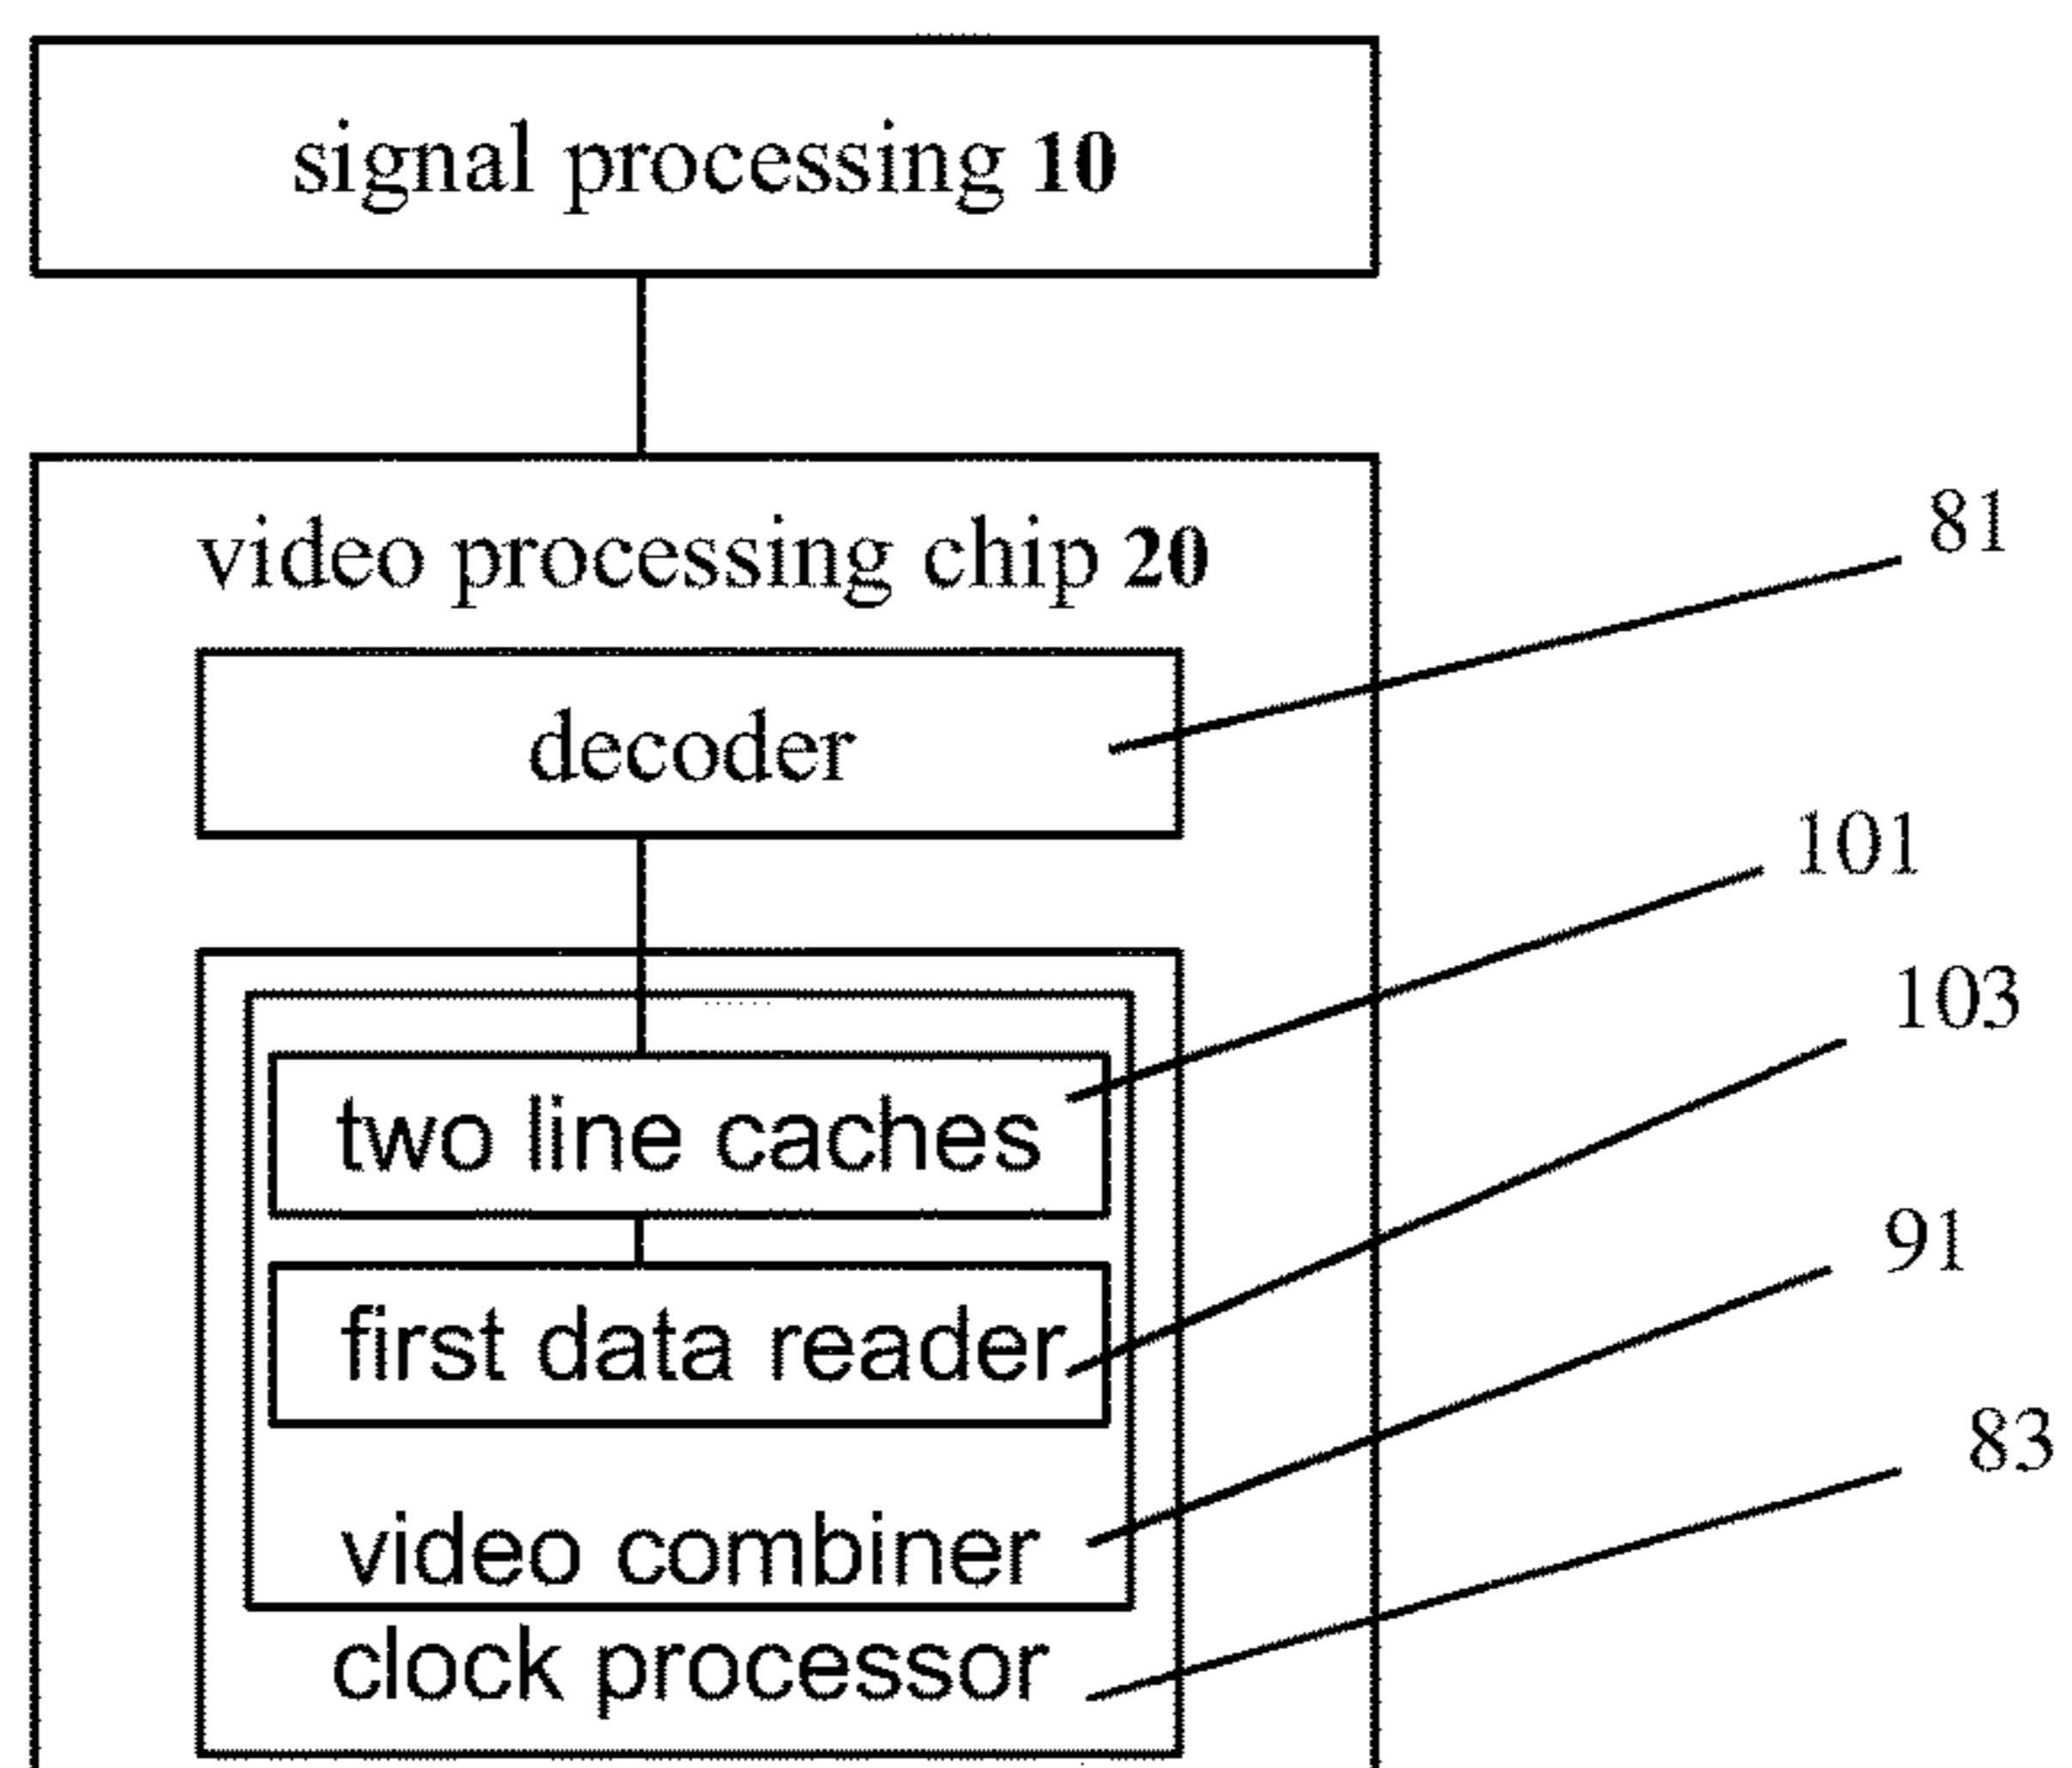 signal processing 10
video processing chip 20
81
decoder
101
103
two line caches
91
first data reader
83
video combiner
clock processor